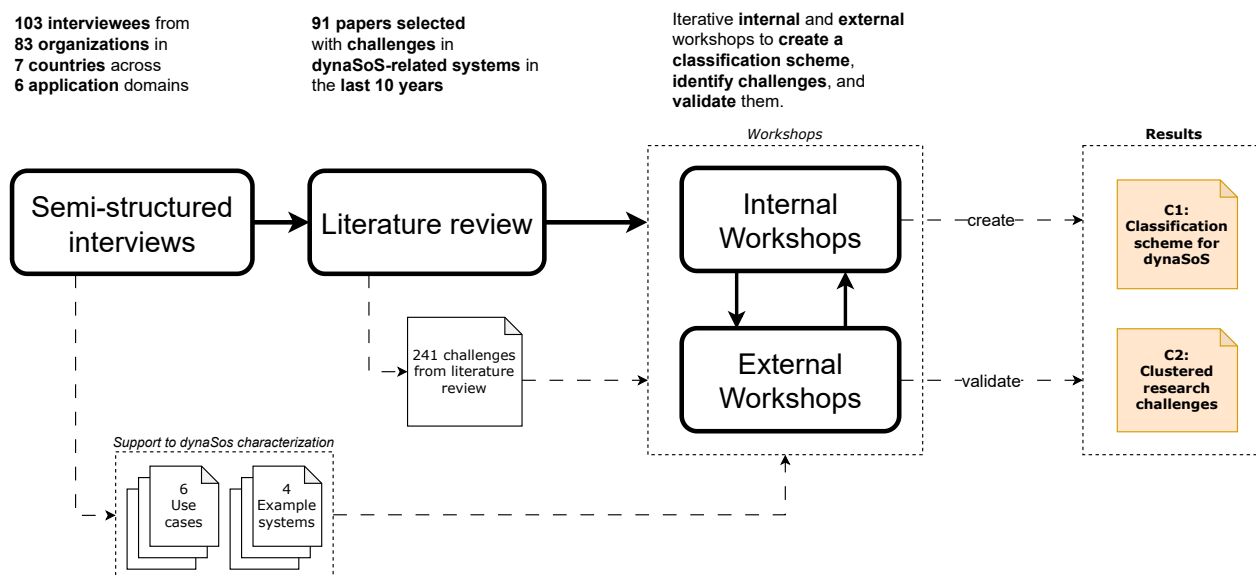 103 interviewees from
83 organizations in
7 countries across
6 application domains
91 papers selected
with challenges in
dynaSoS-related systems in
the last 10 years
Iterative internal and external
workshops to create a
classification scheme,
identify challenges, and
validate them.
Workshops
Results
Semi-structured
interviews
Literature review
Internal
Workshops
create
C1:
Classification
scheme for
dynaSoS
241 challenges
from literature
review
External
Workshops
validate
C2:
Clustered
research
challenges
Support to dynaSos characterization
6
Use
cases
4
Example
systems